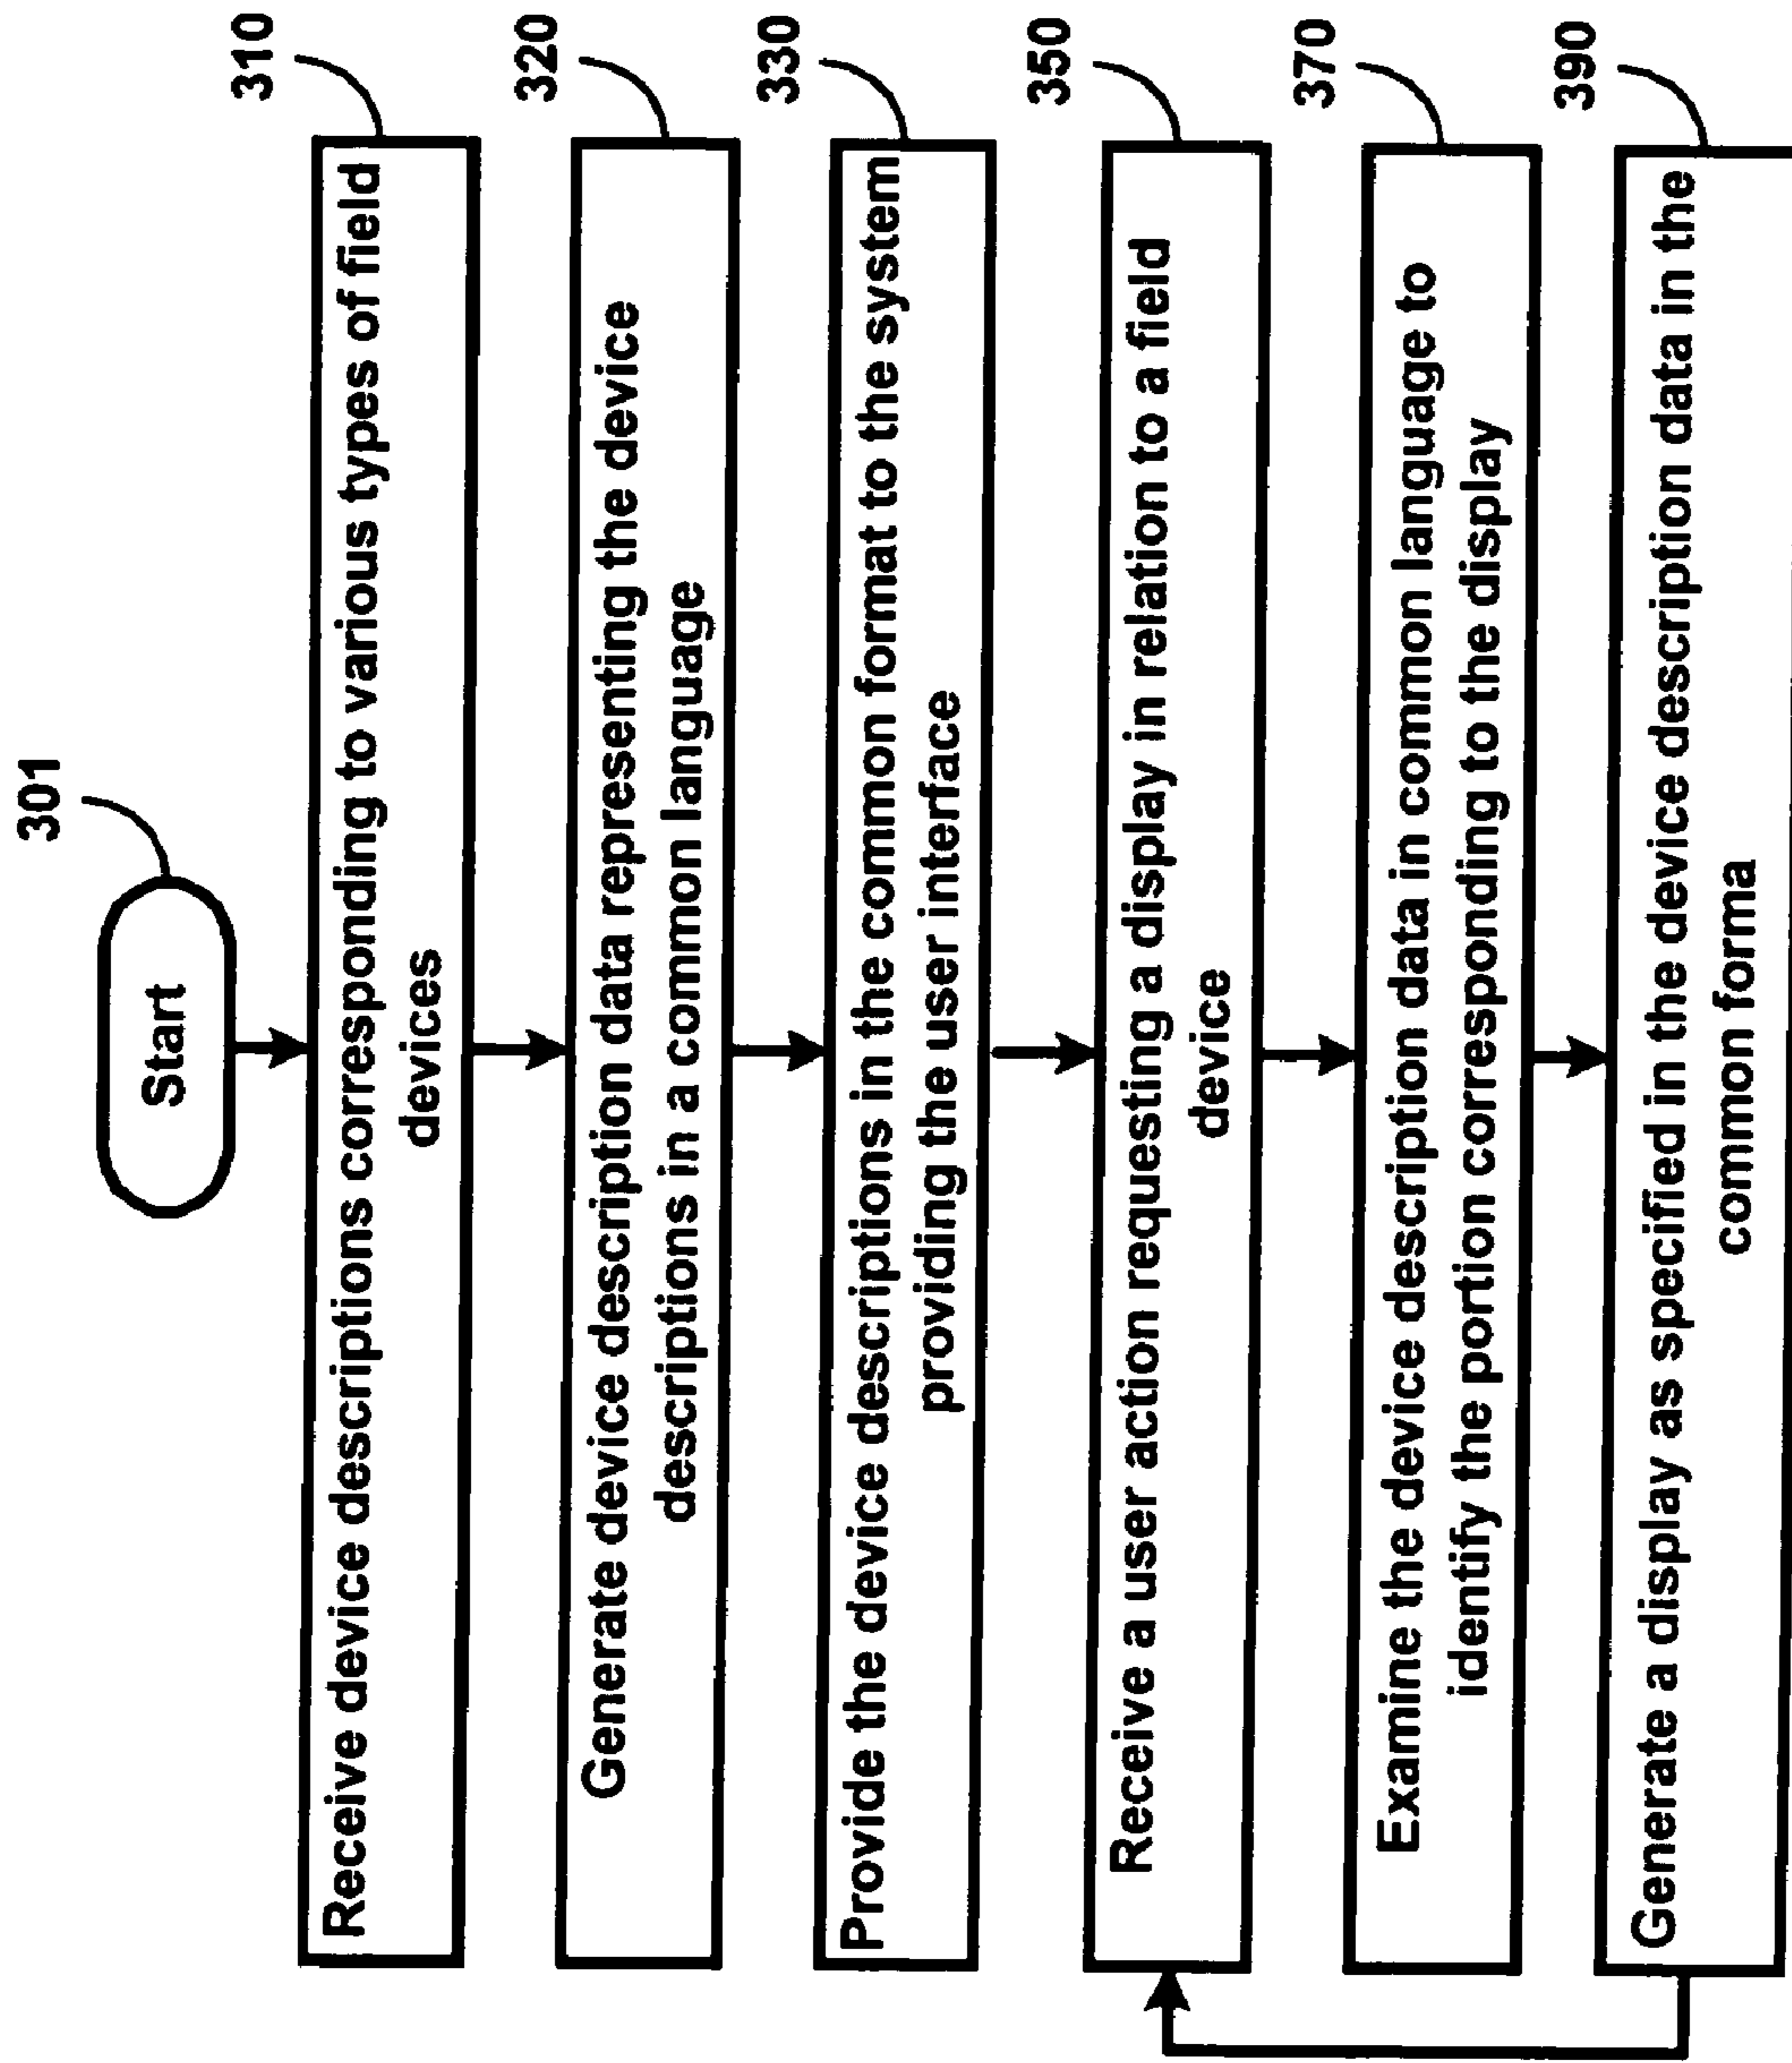 301
Start
310
Receive device descriptions corresponding to various types of field
devices
320
Generate device description data representing the device
descriptions in a common language
330
Provide the device descriptions in the common format to the system
providing the user interface
350
Receive a user action requesting a display in relation to a field
device
370
Examine the device description data in common language to
identify the portion corresponding to the display
390
Generate a display as specified in the device description data in the
common forma